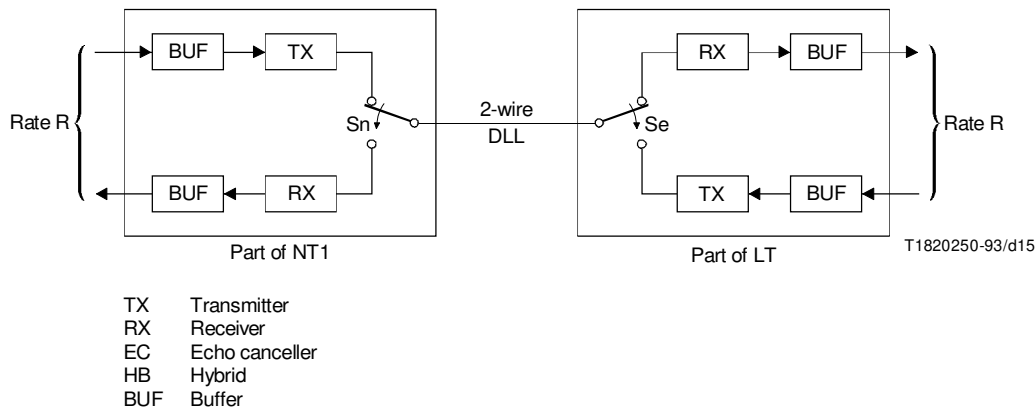 BUF TX RX BUF
Rate R Sn 2-wire DLL Se Rate R
BUF RX TX BUF
Part of NT1 Part of LT
T1820250-93/d15
TX Transmitter
RX Receiver
EC Echo canceller
HB Hybrid
BUF Buffer